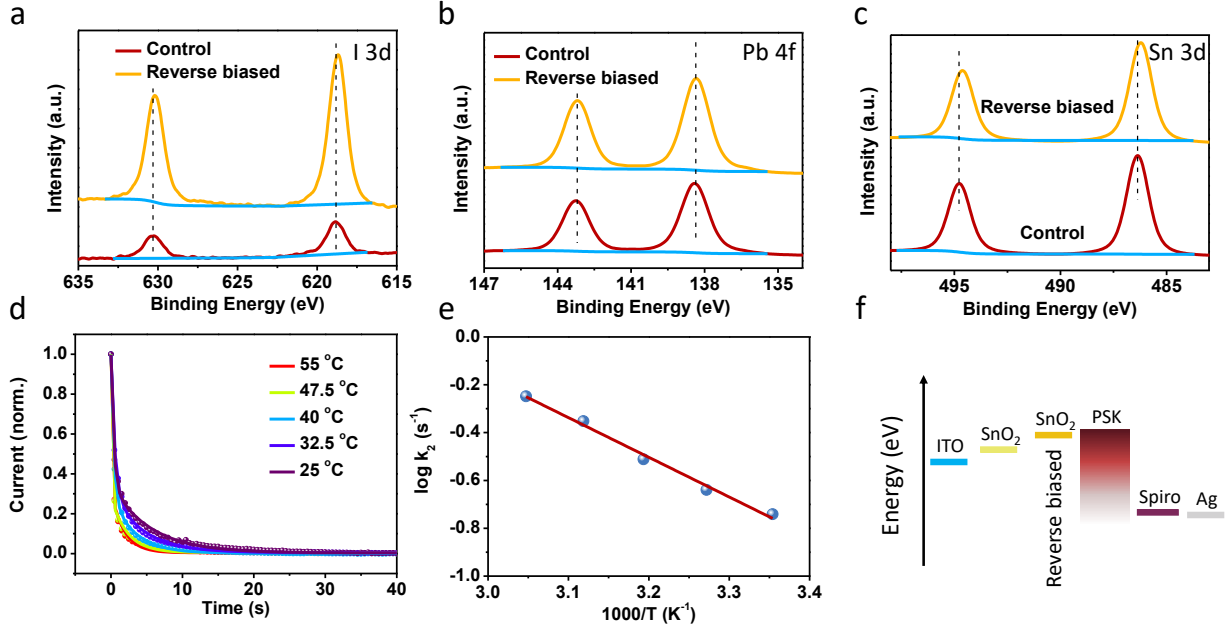 a
I 3d
Control
Reverse biased
Intensity (a.u.)
635 630 625 620 615
Binding Energy (eV)
b
Pb 4f
Control
Reverse biased
Intensity (a.u.)
147 144 141 138 135
Binding Energy (eV)
c
Sn 3d
Reverse biased
Control
Intensity (a.u.)
495 490 485
Binding Energy (eV)
d
1.0
0.8
0.6
0.4
0.2
0.0
Current (norm.)
55 °C
47.5 °C
40 °C
32.5 °C
25 °C
0 10 20 30 40
Time (s)
e
0.0
-0.2
-0.4
-0.6
-0.8
-1.0
log k₂ (s⁻¹)
3.0 3.1 3.2 3.3 3.4
1000/T (K⁻¹)
f
Energy (eV)
ITO
SnO₂
SnO₂
Reverse biased
PSK
Spiro
Ag